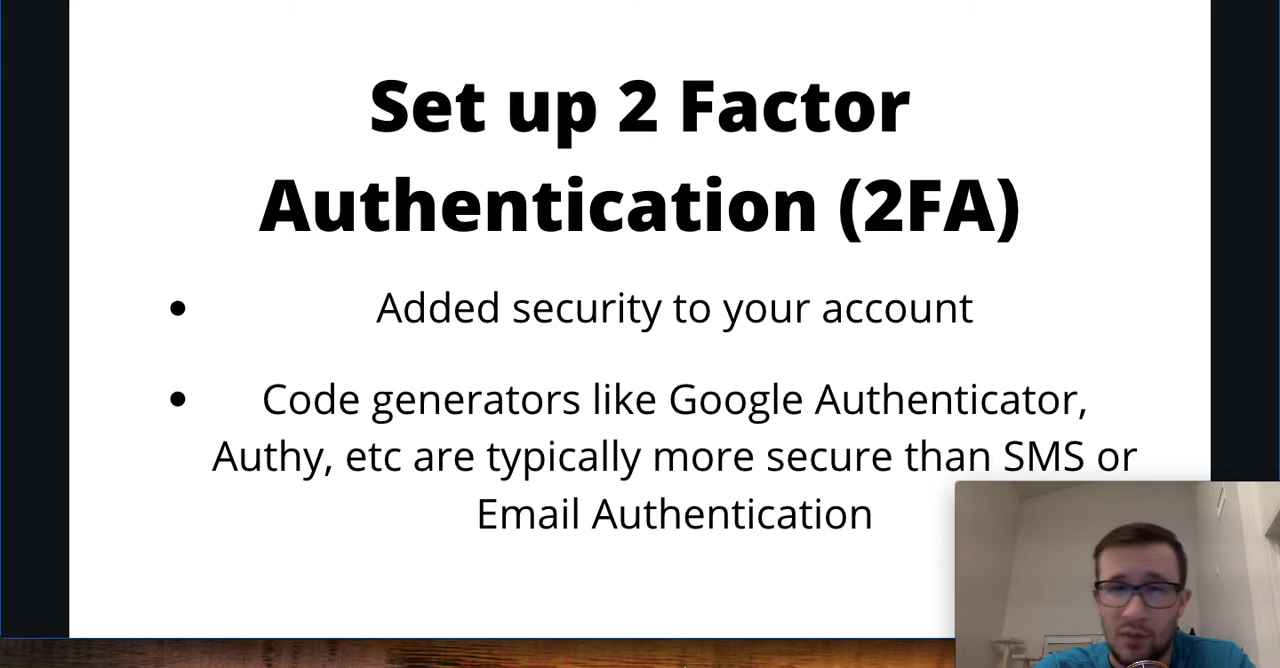 Set up 2 Factor
Authentication (2FA)
• Added security to your account
• Code generators like Google Authenticator,
Authy, etc are typically more secure than SMS or
Email Authentication